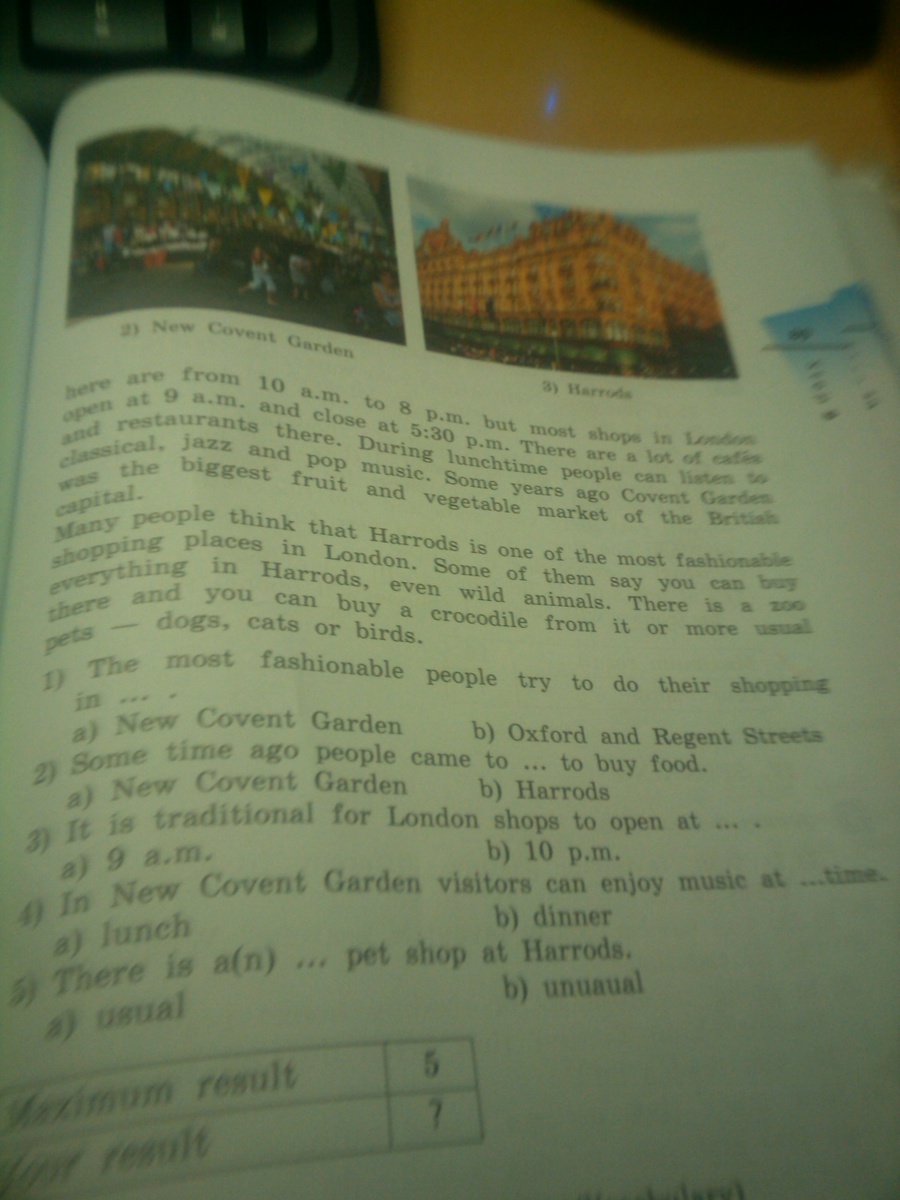 2) New Covent Garden
3) Harrods
here are from 10 a.m. to 8 p.m. but most shops in London
open at 9 a.m. and close at 5:30 p.m. There are a lot of cafés
and restaurants there. During lunchtime people can listen to
classical, jazz and pop music. Some years ago Covent Garden
was the biggest fruit and vegetable market of the British
capital.
Many people think that Harrods is one of the most fashionable
shopping places in London. Some of them say you can buy
everything in Harrods, even wild animals. There is a zoo
there and you can buy a crocodile from it or more usual
pets — dogs, cats or birds.
1) The most fashionable people try to do their shopping
in ... .
a) New Covent Garden b) Oxford and Regent Streets
2) Some time ago people came to ... to buy food.
a) New Covent Garden b) Harrods
3) It is traditional for London shops to open at ... .
a) 9 a.m. b) 10 p.m.
4) In New Covent Garden visitors can enjoy music at ...time.
a) lunch b) dinner
5) There is a(n) ... pet shop at Harrods.
a) usual b) unuaual
Maximum result 5
Your result ?